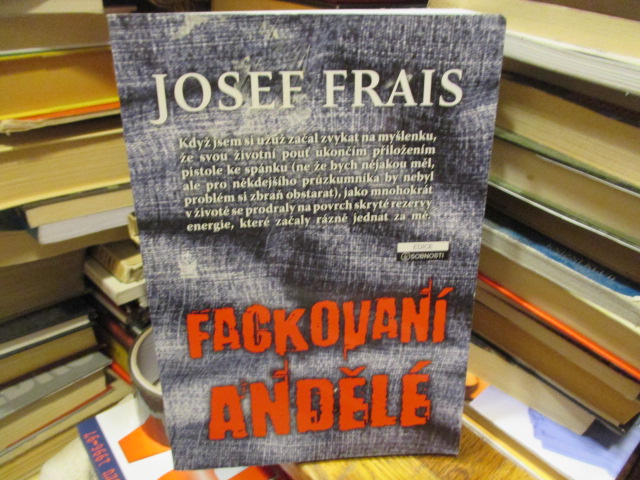 JOSEF FRAIS
Když jsem si uzúž začal zvykat na myšlenku,
že svou životní pouť ukončím přiložením
pistole ke spánku (ne že bych nějakou měl,
ale pro někdejšího průzkumníka by nebyl
problém si zbraň obstarat), jako mnohokrát
v životě se prodraly na povrch skryté rezervy
energie, které začaly rázně jednat za mě.
EDICE
OSOBNOSTI
FACKOVANÍ
ANDĚLÉ